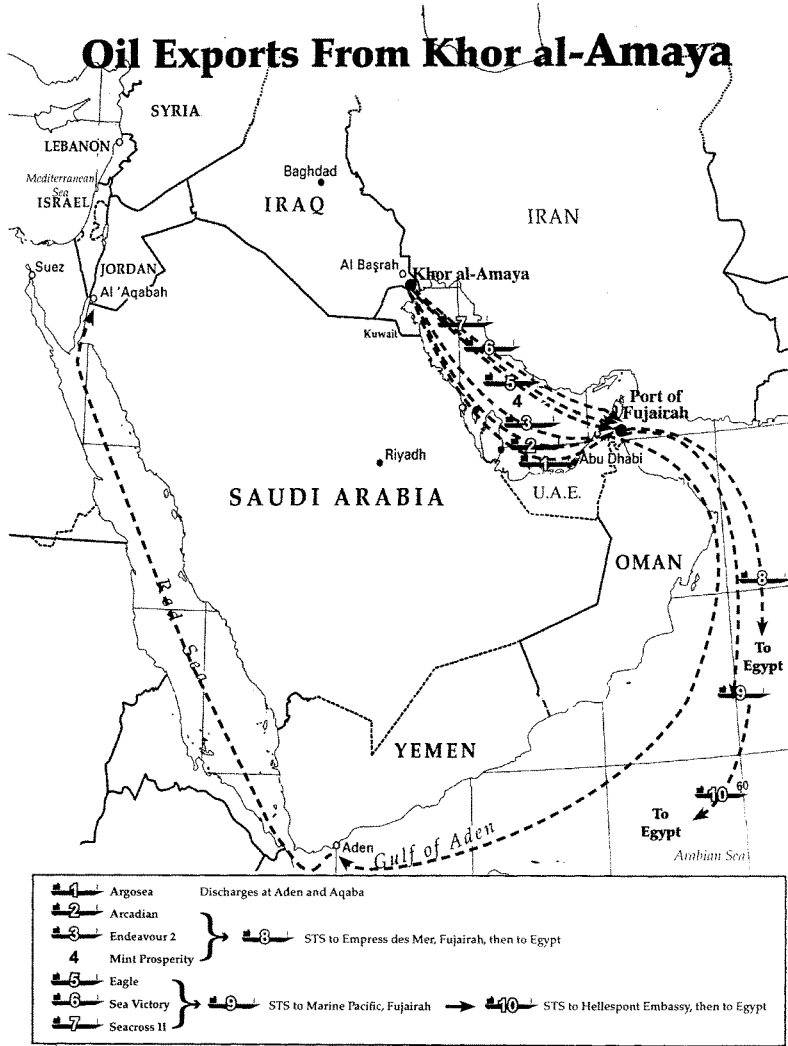 Oil Exports From Khor al-Amaya
SYRIA
LEBANON
Mediterranean
Sea
ISRAEL
Baghdad
IRAQ
IRAN
Suez
JORDAN
Al 'Aqabah
Al Başrah
Khor al-Amaya
Kuwait
7
6
5
4
3
2
1
Port of
Fujairah
Abu Dhabi
U.A.E.
Riyadh
SAUDI ARABIA
OMAN
8
To
Egypt
9
Red Sea
YEMEN
10
60
To
Egypt
Aden
Gulf of Aden
Arabian Sea
1 Argosea Discharges at Aden and Aqaba
2 Arcadian
3 Endeavour 2 8 STS to Empress des Mer, Fujairah, then to Egypt
4 Mint Prosperity
5 Eagle
6 Sea Victory 9 STS to Marine Pacific, Fujairah 10 STS to Hellespont Embassy, then to Egypt
7 Seacross II